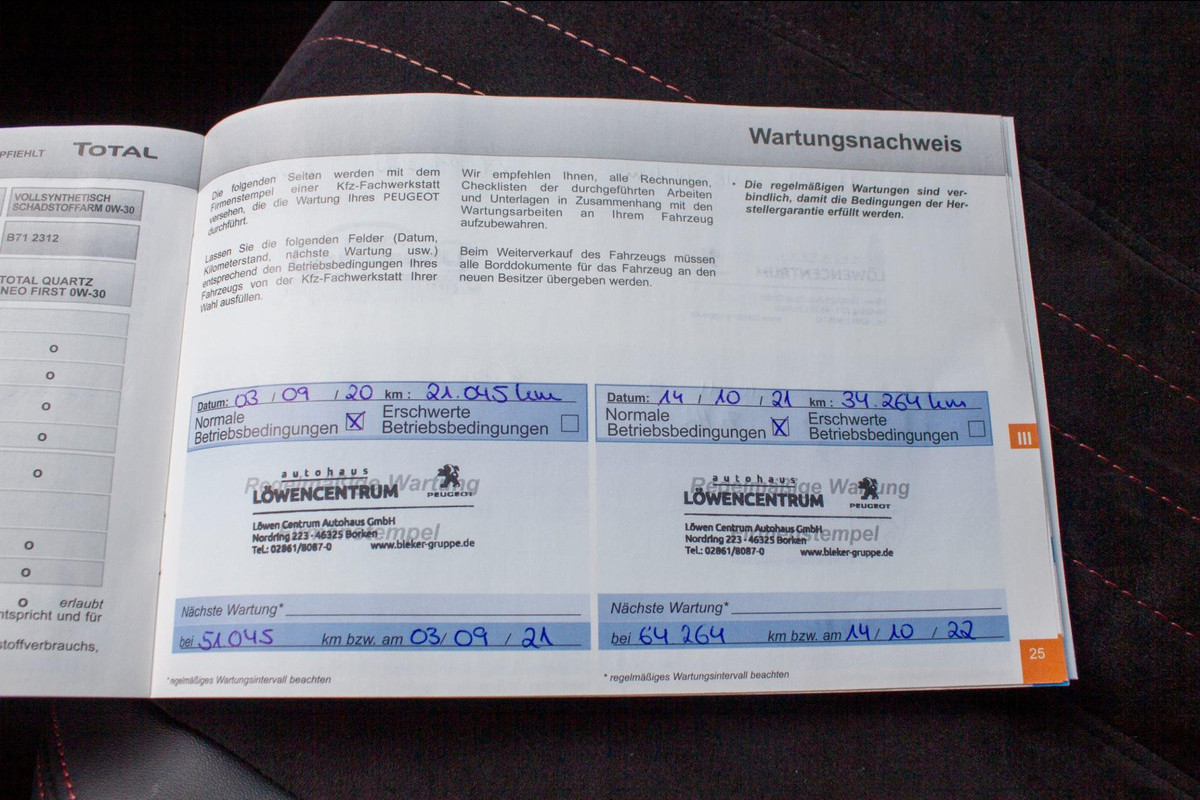 PFIEHLT TOTAL
VOLLSYNTHETISCH
SCHADSTOFFARM 0W-30
B71 2312
TOTAL QUARTZ
NEO FIRST 0W-30
o
o
o
o
o
o
o
o erlaubt
ntspricht und für
stoffverbrauchs,
Wartungsnachweis
Die folgenden Seiten werden mit dem
Firmenstempel einer Kfz-Fachwerkstatt
versehen, die die Wartung Ihres PEUGEOT
durchführt.
Lassen Sie die folgenden Felder (Datum,
Kilometerstand, nächste Wartung usw.)
entsprechend den Betriebsbedingungen Ihres
Fahrzeugs von der Kfz-Fachwerkstatt Ihrer
Wahl ausfüllen.
Wir empfehlen Ihnen, alle Rechnungen,
Checklisten der durchgeführten Arbeiten
und Unterlagen in Zusammenhang mit den
Wartungsarbeiten an Ihrem Fahrzeug
aufzubewahren.
Beim Weiterverkauf des Fahrzeugs müssen
alle Borddokumente für das Fahrzeug an den
neuen Besitzer übergeben werden.
• Die regelmäßigen Wartungen sind ver-
bindlich, damit die Bedingungen der Her-
stellergarantie erfüllt werden.
Datum: 03 / 09 / 20 km : 21.045 km
Normale
Betriebsbedingungen X
Erschwerte
Betriebsbedingungen
Regelmäßige Wartung
autohaus
LÖWENCENTRUM
PEUGEOT
Löwen Centrum Autohaus GmbH
Nordring 223 - 46325 Borken
Tel.: 02861/8087-0 www.bleker-gruppe.de
Nächste Wartung*
bei 51045 km bzw. am 03/ 09 / 21
*regelmäßiges Wartungsintervall beachten
Datum: 14 / 10 / 21 km : 34.264 km
Normale
Betriebsbedingungen X
Erschwerte
Betriebsbedingungen
Regelmäßige Wartung
autohaus
LÖWENCENTRUM
PEUGEOT
Löwen Centrum Autohaus GmbH
Nordring 223 - 46325 Borken
Tel.: 02861/8087-0 www.bleker-gruppe.de
Nächste Wartung*
bei 64 264 km bzw. am 14/ 10 / 22
* regelmäßiges Wartungsintervall beachten
III
25